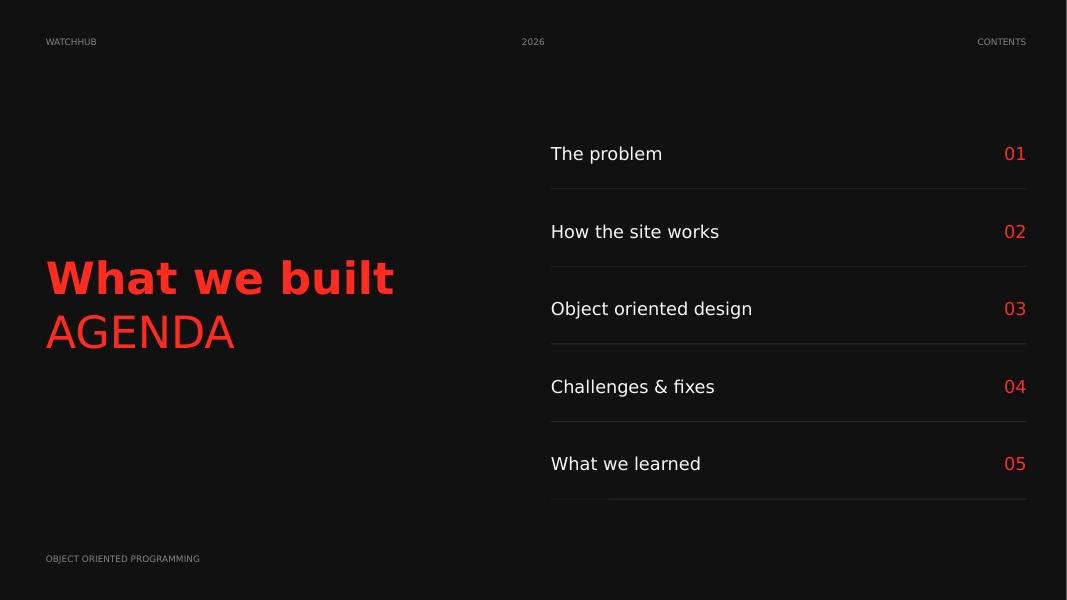 WATCHHUB
2026
CONTENTS
What we built
AGENDA
The problem 01
How the site works 02
Object oriented design 03
Challenges & fixes 04
What we learned 05
OBJECT ORIENTED PROGRAMMING